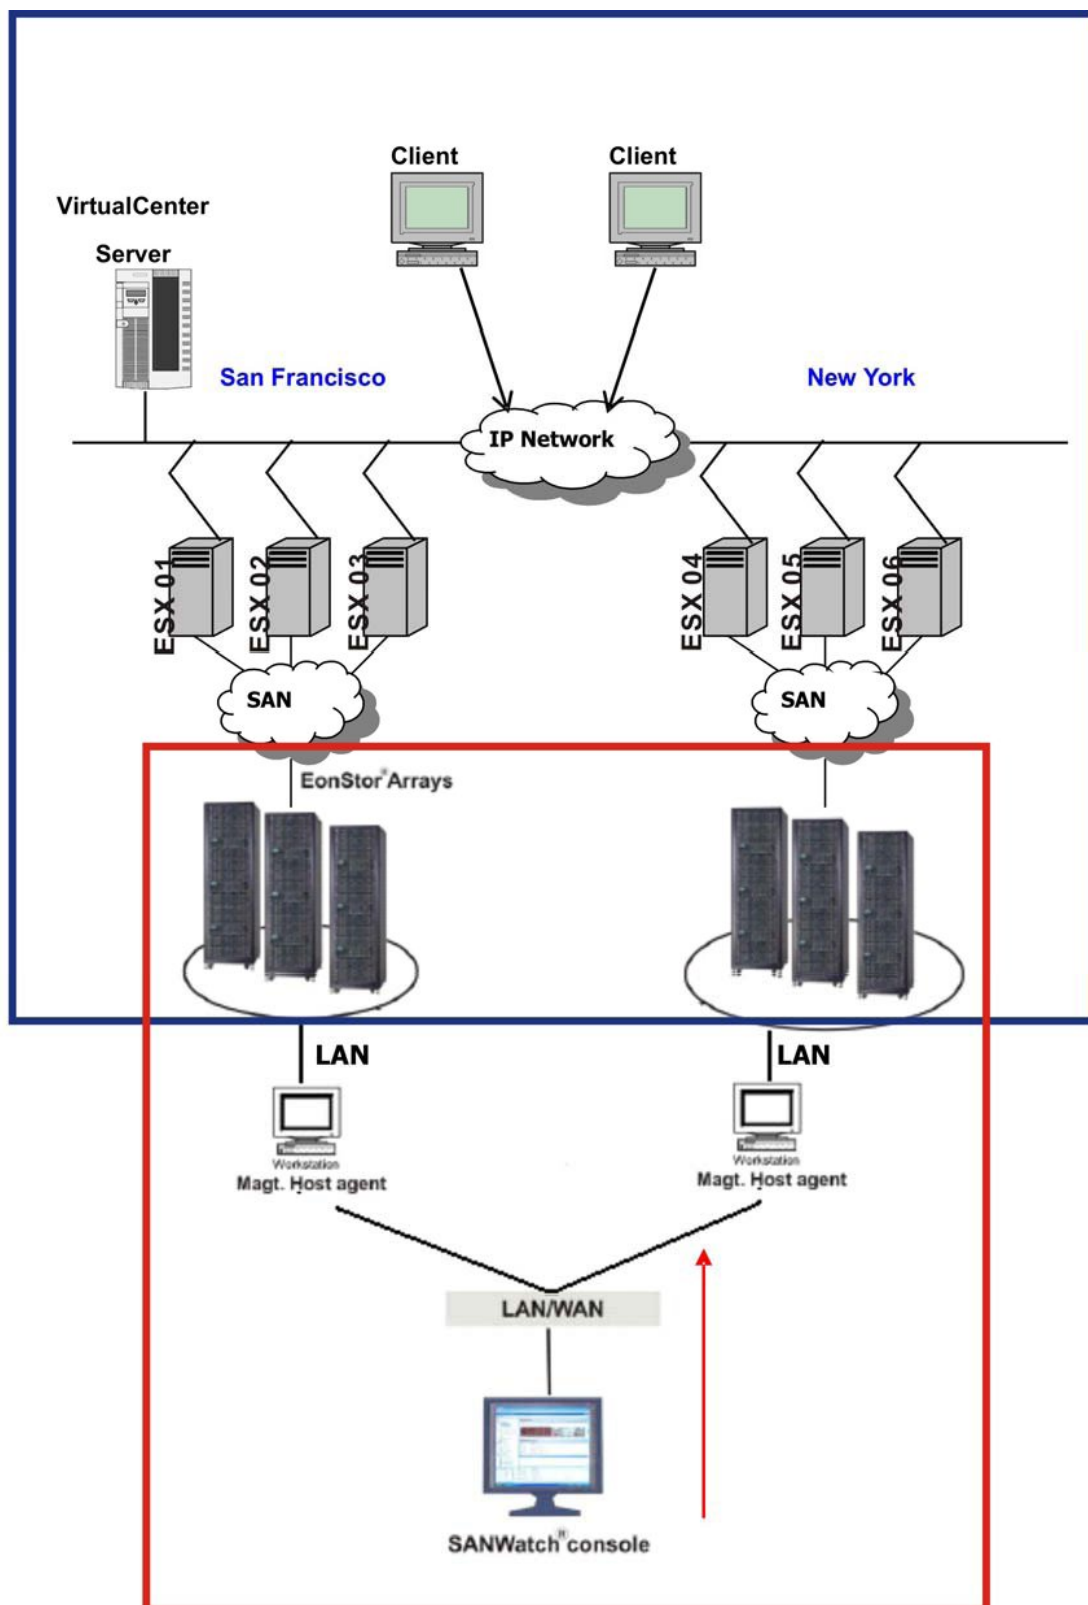 Client
Client
VirtualCenter
Server
San Francisco
New York
IP Network
ESX 01
ESX 02
ESX 03
ESX 04
ESX 05
ESX 06
SAN
SAN
EonStor® Arrays
LAN
LAN
Workstation
Magt. Host agent
Workstation
Magt. Host agent
LAN/WAN
SANWatch® console